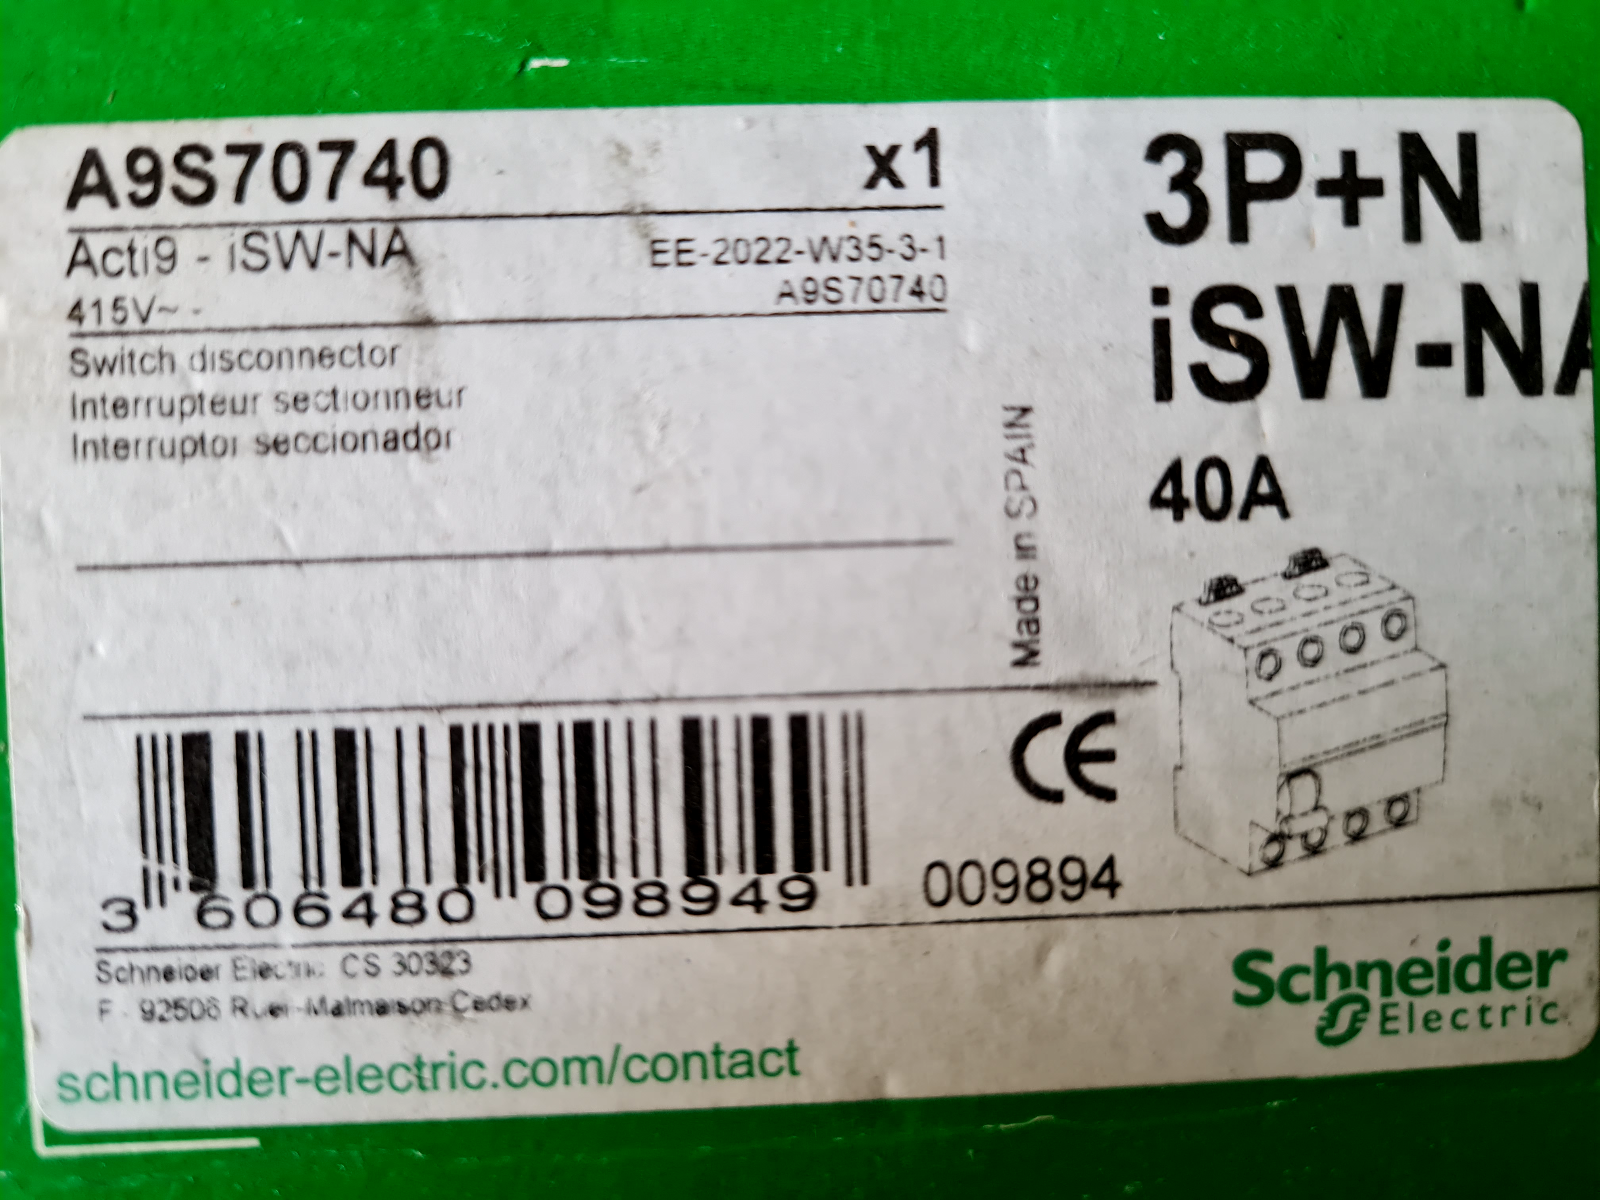 A9S70740 x1
Acti9 - iSW-NA EE-2022-W35-3-1
415V~ - A9S70740
Switch disconnector
Interrupteur sectionneur
Interruptor seccionador
Made in SPAIN
3P+N
iSW-NA
40A
CE
3 606480 098949
009894
Schneider Electric CS 30323
F - 92506 Rueil-Malmaison Cedex
schneider-electric.com/contact
Schneider
Electric